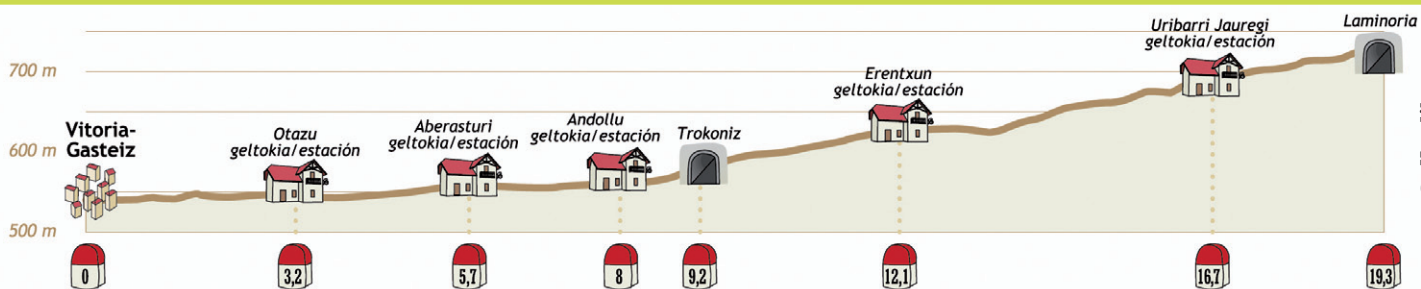 Laminoria
Uribarri Jauregi
geltokia/estación
700 m
Erentxun
geltokia/estación
Vitoria-
Gasteiz
Otazu
geltokia/estación
Aberasturi
geltokia/estación
Andollu
geltokia/estación
Trokoniz
600 m
500 m
0
3,2
5,7
8
9,2
12,1
16,7
19,3